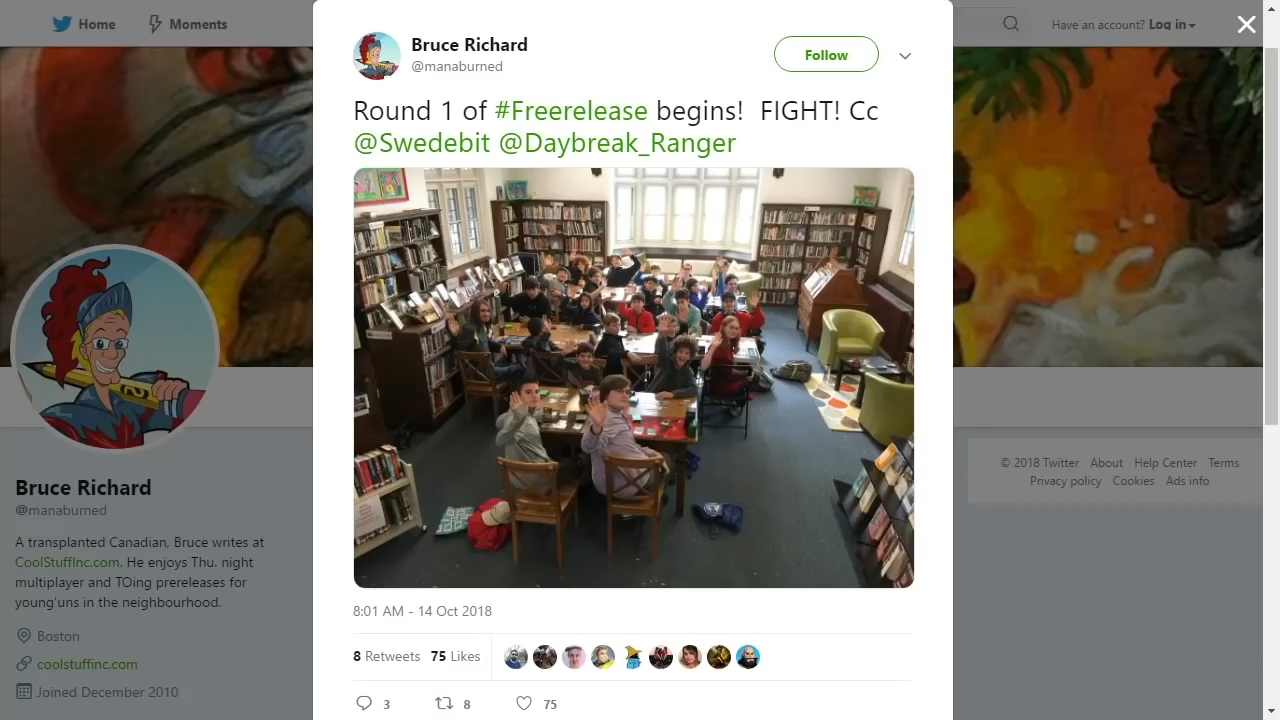 Home
Moments
Have an account? Log in
Bruce Richard
@manaburned
Follow
Round 1 of #Freerelease begins!  FIGHT! Cc
@Swedebit @Daybreak_Ranger
8:01 AM - 14 Oct 2018
8 Retweets 75 Likes
3
8
75
Bruce Richard
@manaburned
A transplanted Canadian, Bruce writes at
CoolStuffInc.com. He enjoys Thu. night
multiplayer and TOing prereleases for
young'uns in the neighbourhood.
Boston
coolstuffinc.com
Joined December 2010
© 2018 Twitter About Help Center Terms
Privacy policy Cookies Ads info